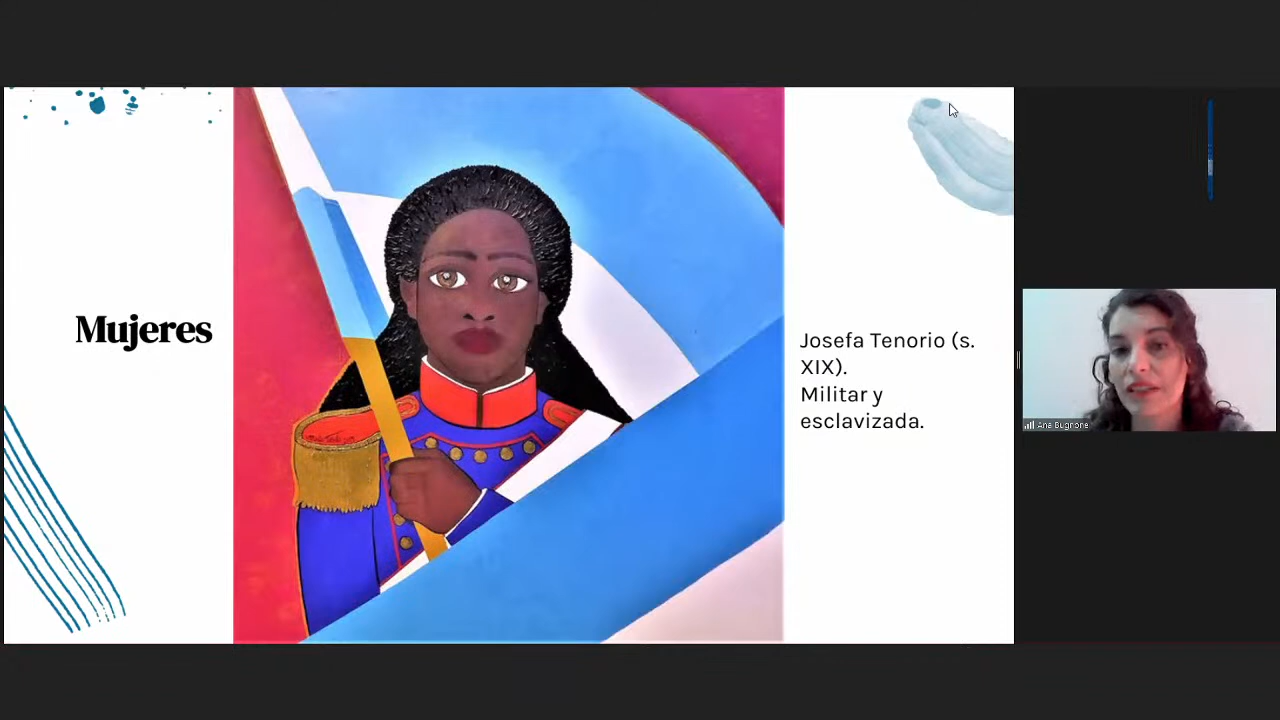 Mujeres
Josefa Tenorio (s.
XIX).
Militar y
esclavizada.
Ana Bugnone